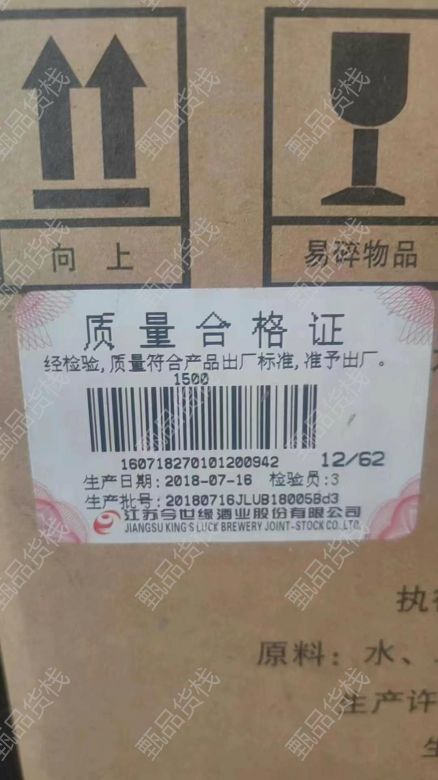 向上
易碎物品
质量合格证
经检验,质量符合产品出厂标准,准予出厂。
1500
160718270101200942
12/62
生产日期:2018-07-16 检验员:3
生产批号:20180716JLUB18005Bd3
江苏今世缘酒业股份有限公司
JIANGSU KING'S LUCK BREWERY JOINT-STOCK CO.,LTD.
原料:水、
生产许
甄品货栈